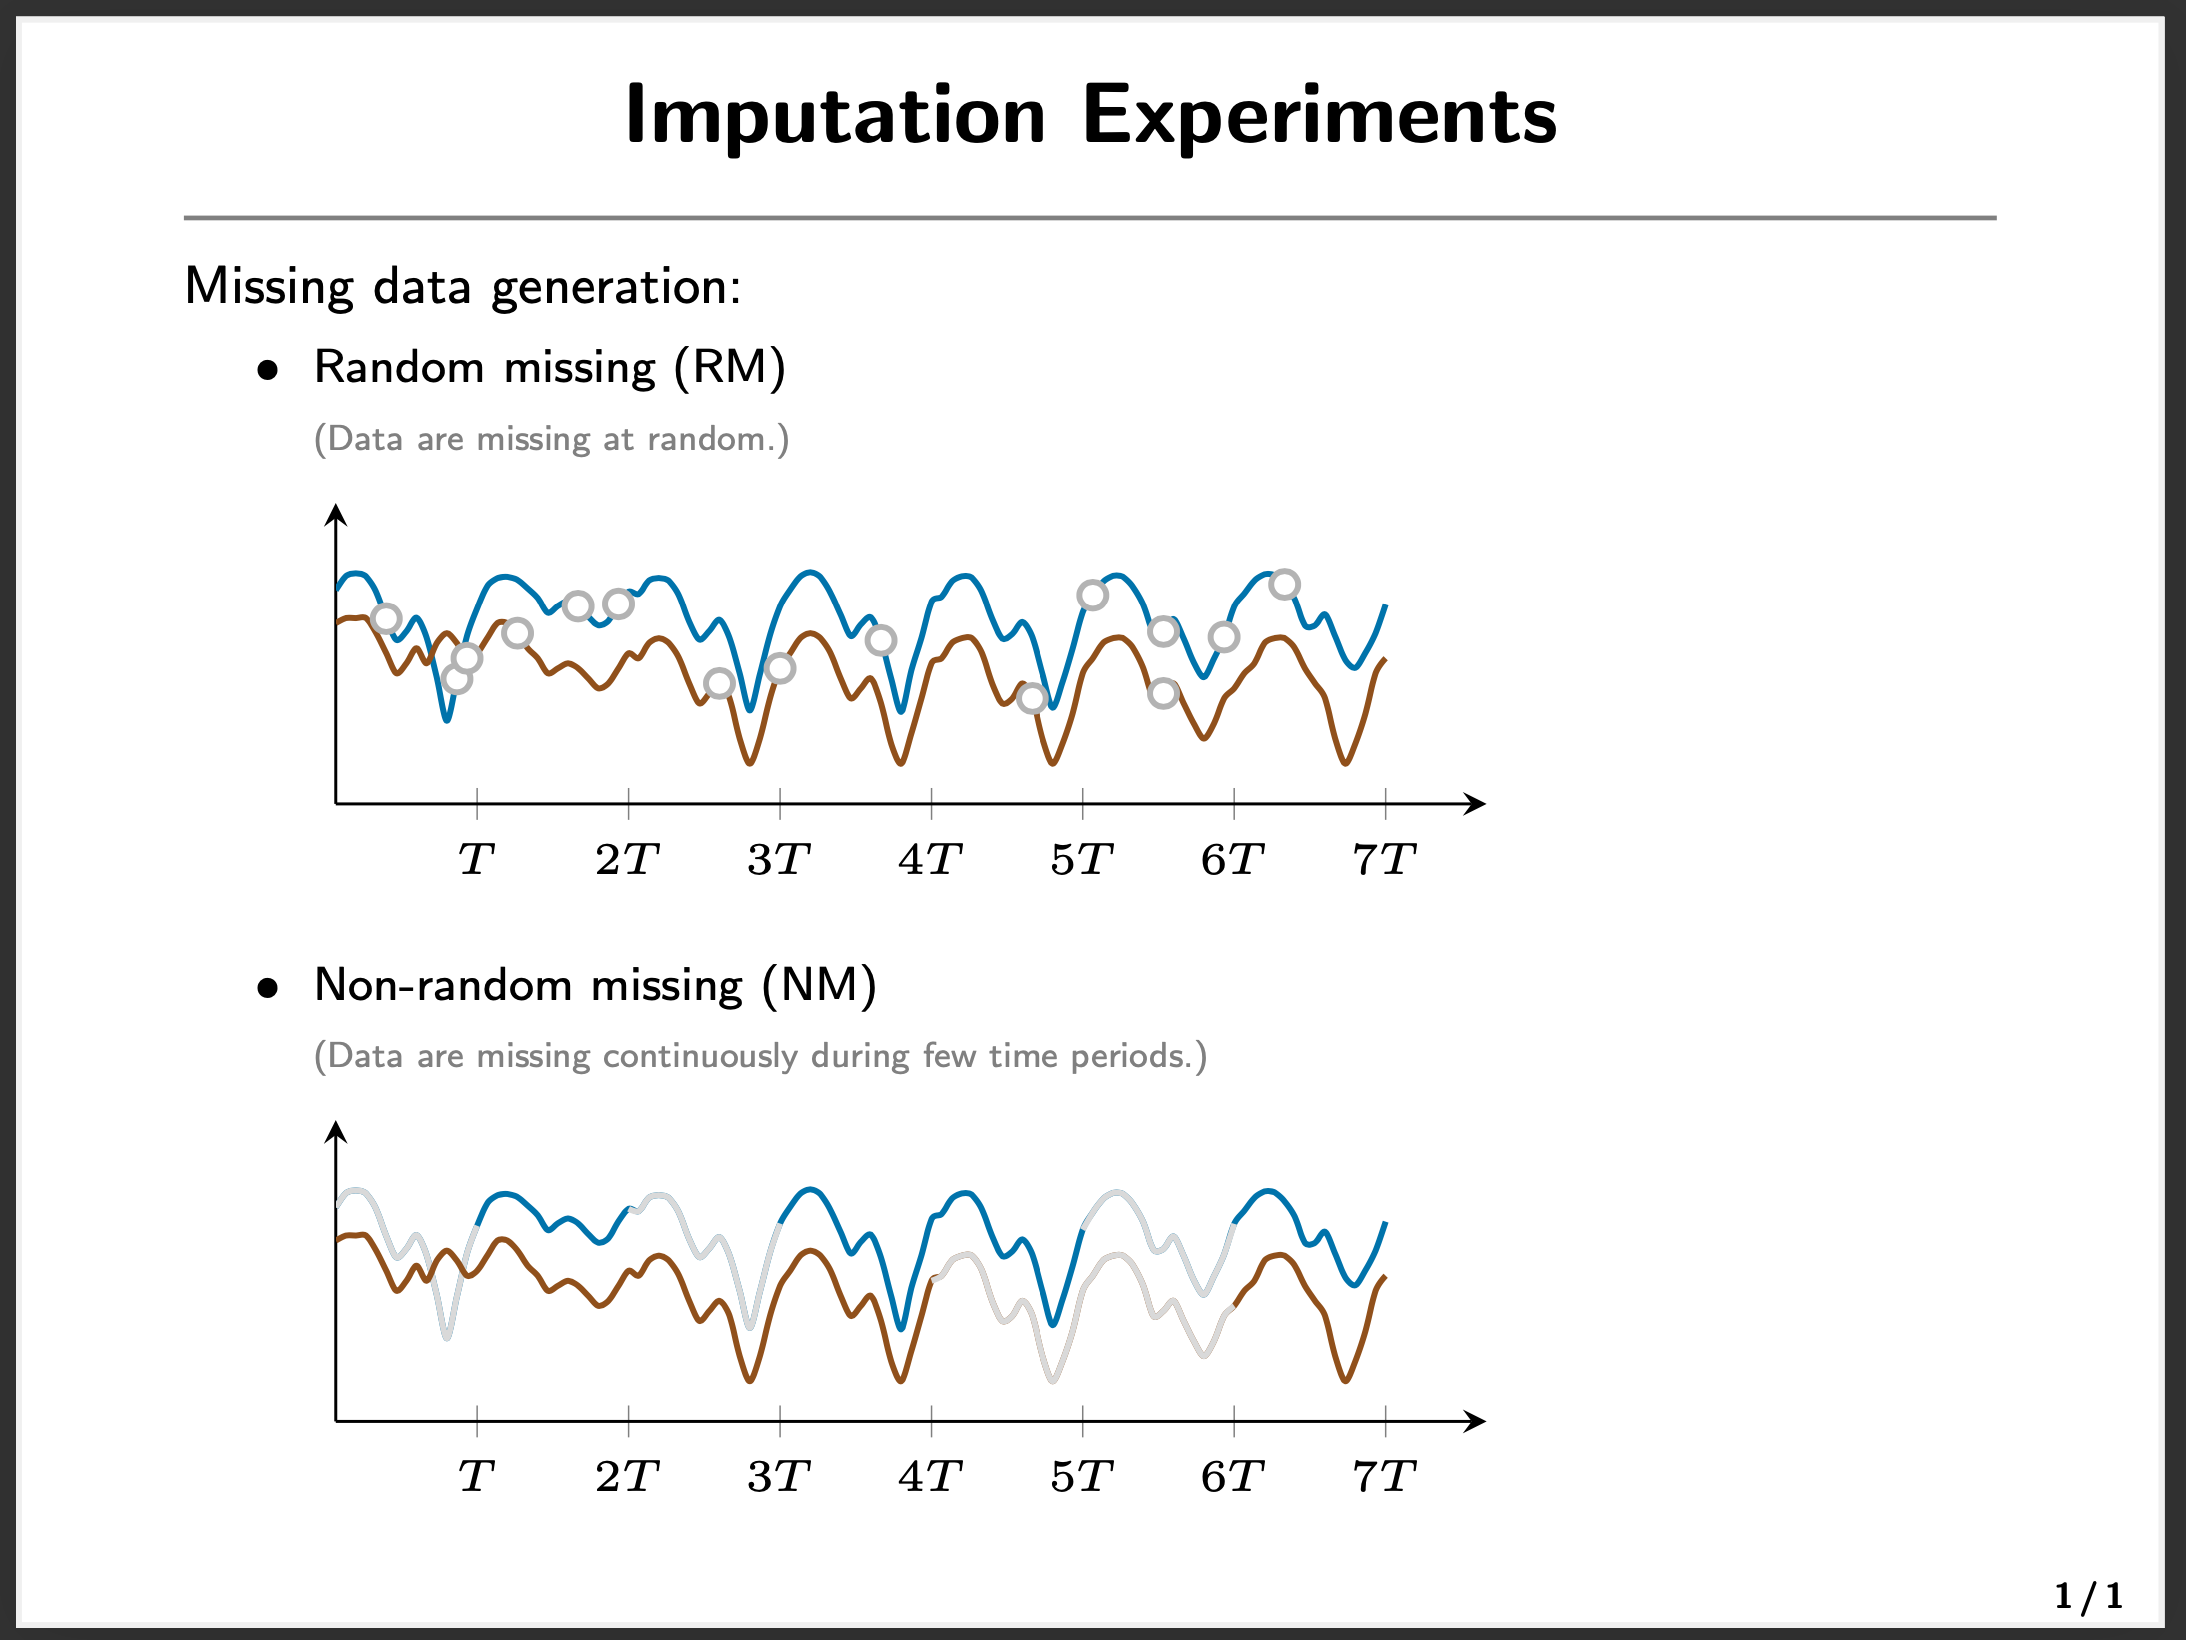 Imputation Experiments
Missing data generation:
• Random missing (RM)
(Data are missing at random.)
T 2T 3T 4T 5T 6T 7T
• Non-random missing (NM)
(Data are missing continuously during few time periods.)
T 2T 3T 4T 5T 6T 7T
1/1